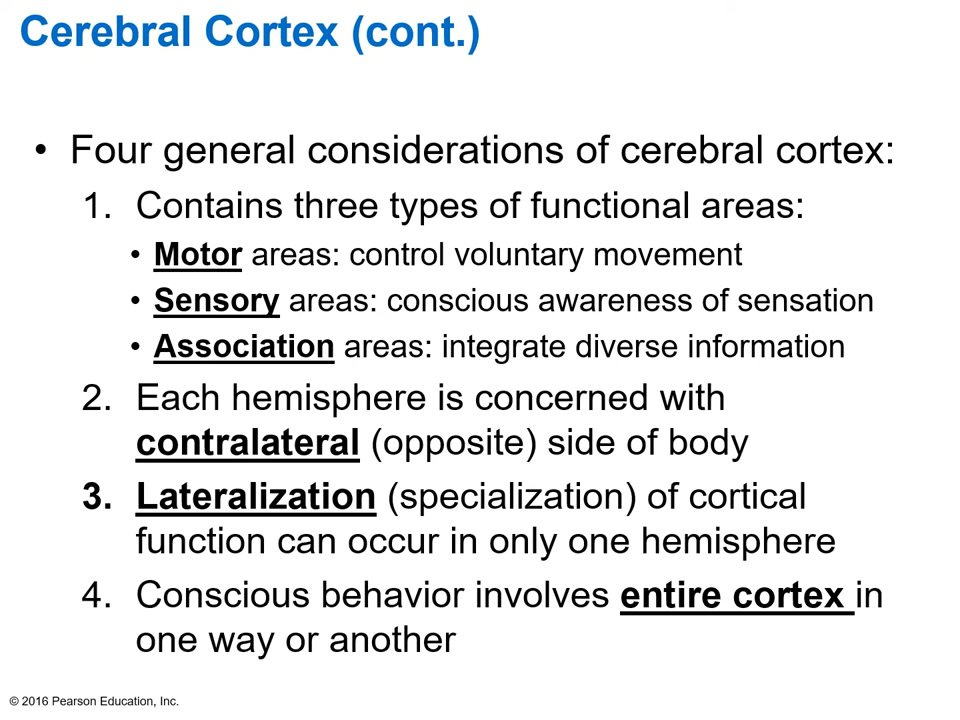 Cerebral Cortex (cont.)
• Four general considerations of cerebral cortex:
1. Contains three types of functional areas:
• Motor areas: control voluntary movement
• Sensory areas: conscious awareness of sensation
• Association areas: integrate diverse information
2. Each hemisphere is concerned with
contralateral (opposite) side of body
3. Lateralization (specialization) of cortical
function can occur in only one hemisphere
4. Conscious behavior involves entire cortex in
one way or another
© 2016 Pearson Education, Inc.